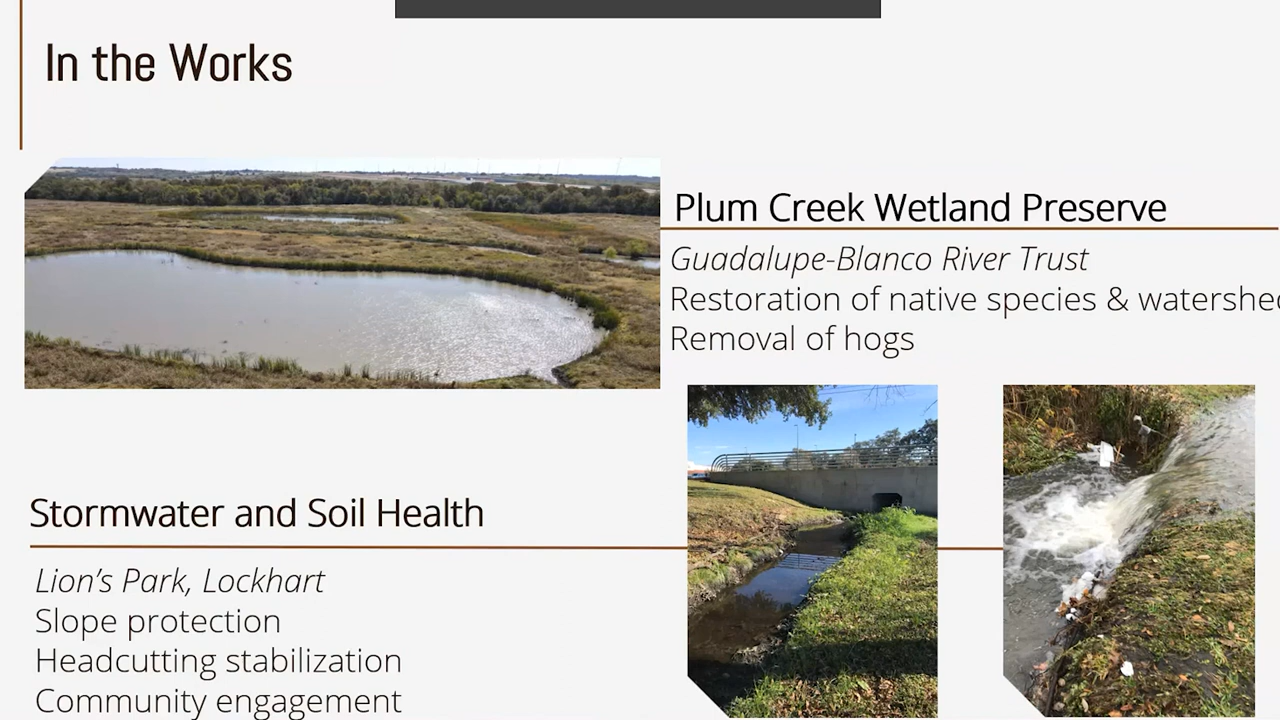 In the Works
Plum Creek Wetland Preserve
Guadalupe-Blanco River Trust
Restoration of native species &
Removal of hogs
Stormwater and Soil Health
Lion's Park, Lockhart
Slope protection
Headcutting stabilization
Community engagement